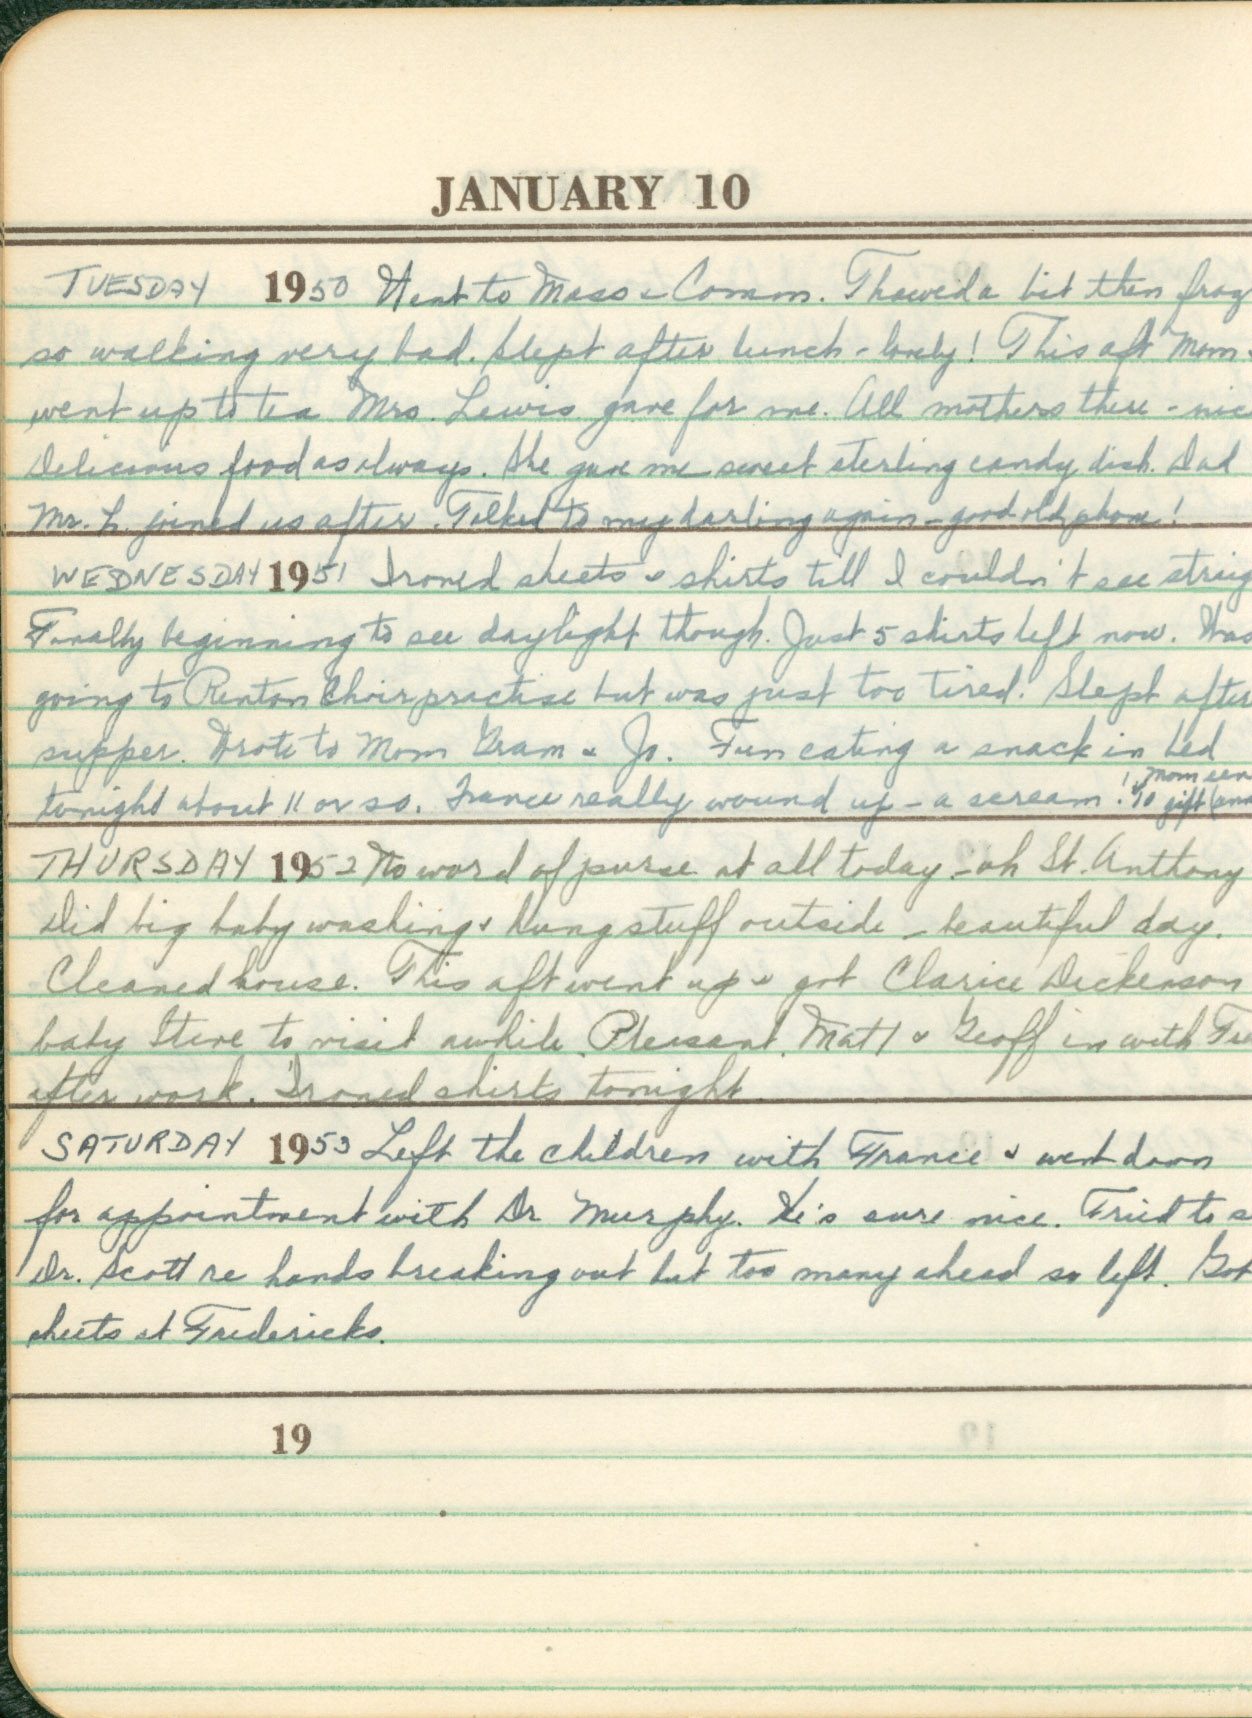 JANUARY 10
TUESDAY 1950 Went to Mass & Comm. Thawed a bit then froz
so walking very bad. Slept after lunch - lovely! This aft Mom &
went up to tea Mrs. Lewis gave for me. All mothers there - nic
Delicious food as always. She gave me sweet sterling candy dish. Dad
Mr. L. joined us after. Talked to my darling again - good old phone!
WEDNESDAY 1951 Ironed sheets & shirts till I couldn't see straig
Finally beginning to see daylight though. Just 5 shirts left now. Was
going to Renton Choir practise but was just too tired. Slept after
supper. Wrote to Mom Gram & Jo. Fun eating a snack in bed
tonight about 11 or so. France really wound up - a scream! Mom sen
$10 gift (and
THURSDAY 1952 No word of purse at all today - oh St. Anthony
Did big baby washing & hung stuff outside - beautiful day.
Cleaned house. This aft went up & got Clarice Dickenson
baby Steve to visit awhile. Pleasant. Matt & Geoff in with Fr
after work. Ironed shirts tonight
SATURDAY 1953 Left the children with France & went down
for appointment with Dr Murphy. He's sure nice. Tried to s
Dr. Scott re hands breaking out but too many ahead so left. Got
sheets at Fredericks.
19